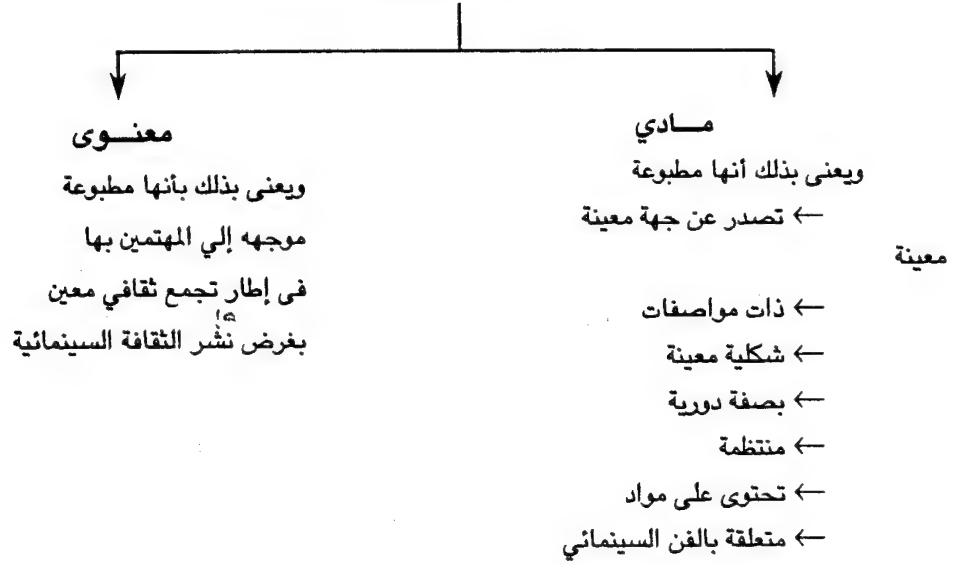 مــادي
ويعنى بذلك أنها مطبوعة
← تصدر عن جهة معينة
معينة
← ذات مواصفات
← شكلية معينة
← بصفة دورية
← منتظمة
← تحتوى على مواد
← متعلقة بالفن السينمائي
معنــوى
ويعنى بذلك بأنها مطبوعة
موجهه إلي المهتمين بها
فى إطار تجمع ثقافي معين
بغرض نشر الثقافة السينمائية